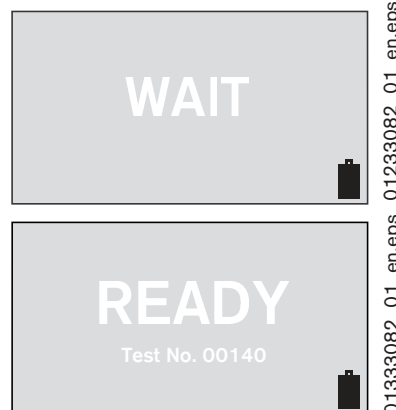 WAIT
01233082_01_en.eps
READY
Test No. 00140
01333082_01_en.eps